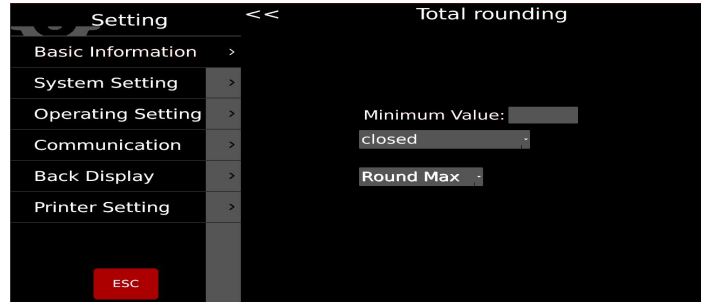 Setting
<< Total rounding
Basic Information >
System Setting >
Operating Setting >
Minimum Value:
Communication >
closed
Back Display >
Round Max
Printer Setting >
ESC